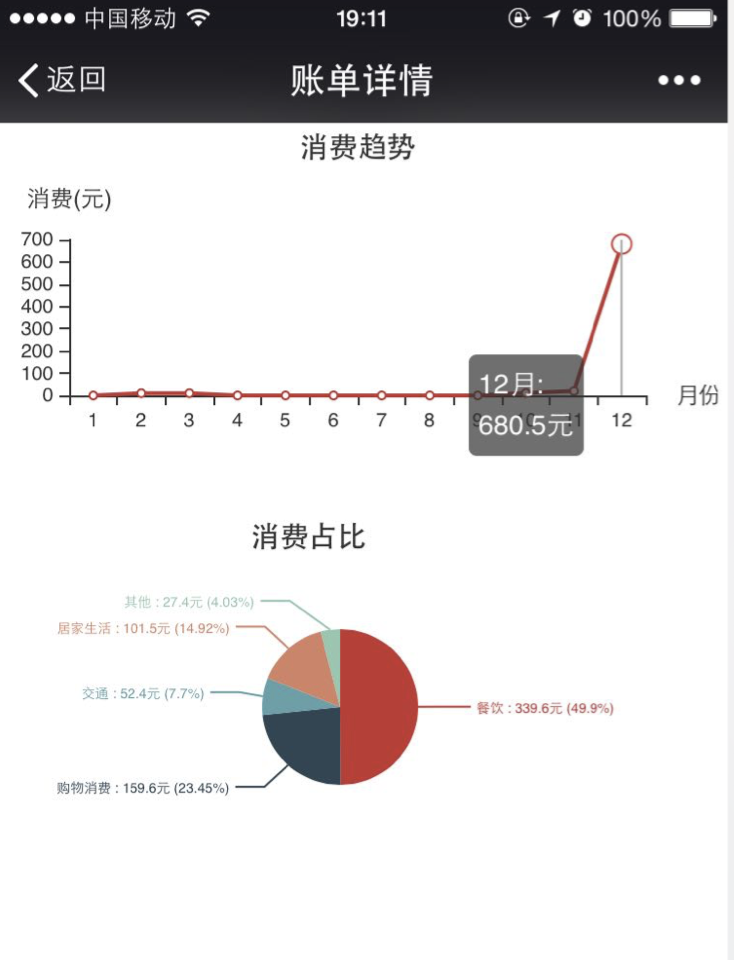 中国移动 19:11 100%
返回 账单详情
消费趋势
消费(元)
700
600
500
400
300
200
100
0
12月:
680.5元
1 2 3 4 5 6 7 8 9 10 11 12 月份
消费占比
其他 : 27.4元 (4.03%)
居家生活 : 101.5元 (14.92%)
交通 : 52.4元 (7.7%)
餐饮 : 339.6元 (49.9%)
购物消费 : 159.6元 (23.45%)